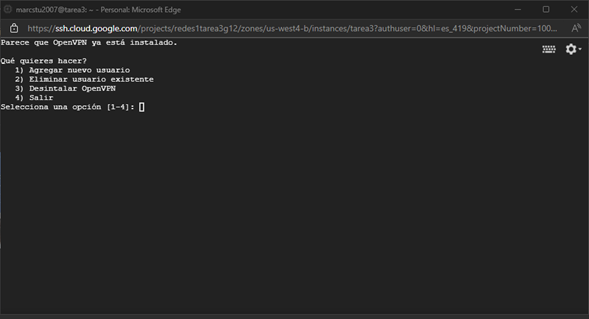 marcstu2007@tarea3: ~ - Personal: Microsoft Edge
https://ssh.cloud.google.com/projects/redes1tarea3g12/zones/us-west4-b/instances/tarea3?authuser=0&hl=es_419&projectNumber=100...
Parece que OpenVPN ya está instalado.
Qué quieres hacer?
1) Agregar nuevo usuario
2) Eliminar usuario existente
3) Desintalar OpenVPN
4) Salir
Selecciona una opción [1-4]: